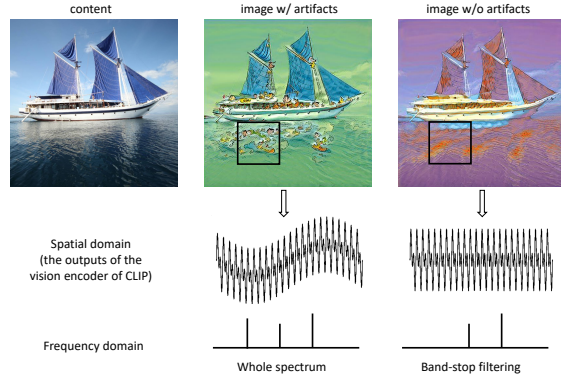 content
image w/ artifacts
image w/o artifacts
Spatial domain
(the outputs of the
vision encoder of CLIP)
Frequency domain
Whole spectrum
Band-stop filtering